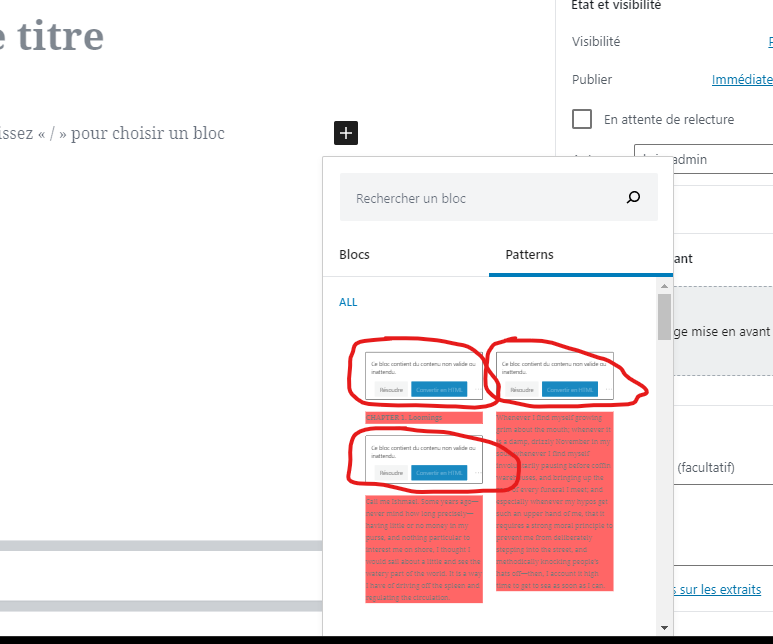 État et visibilité
e titre
Visibilité
Publier
Immédiate
issez « / » pour choisir un bloc
En attente de relecture
admin
Rechercher un bloc
Blocs
Patterns
ant
ALL
ge mise en avant
Ce bloc contient du contenu non valide ou
inattendu.
Résoudre
Convertir en HTML
Ce bloc contient du contenu non valide ou
inattendu.
Résoudre
Convertir en HTML
CHAPTER 1. Loomings.
Ce bloc contient du contenu non valide ou
inattendu.
Résoudre
Convertir en HTML
Call me Ishmael. Some years ago—
never mind how long precisely—
having little or no money in my
purse, and nothing particular to
interest me on shore, I thought I
would sail about a little and see the
watery part of the world. It is a way
I have of driving off the spleen and
regulating the circulation.
Whenever I find myself growing
grim about the mouth; whenever it
is a damp, drizzly November in my
soul; whenever I find myself
involuntarily pausing before coffin
warehouses, and bringing up the
of every funeral I meet; and
especially whenever my hypos get
such an upper hand of me, that it
requires a strong moral principle to
prevent me from deliberately
stepping into the street, and
methodically knocking people's
hats off—then, I account it high
time to get to sea as soon as I can.
(facultatif)
s sur les extraits